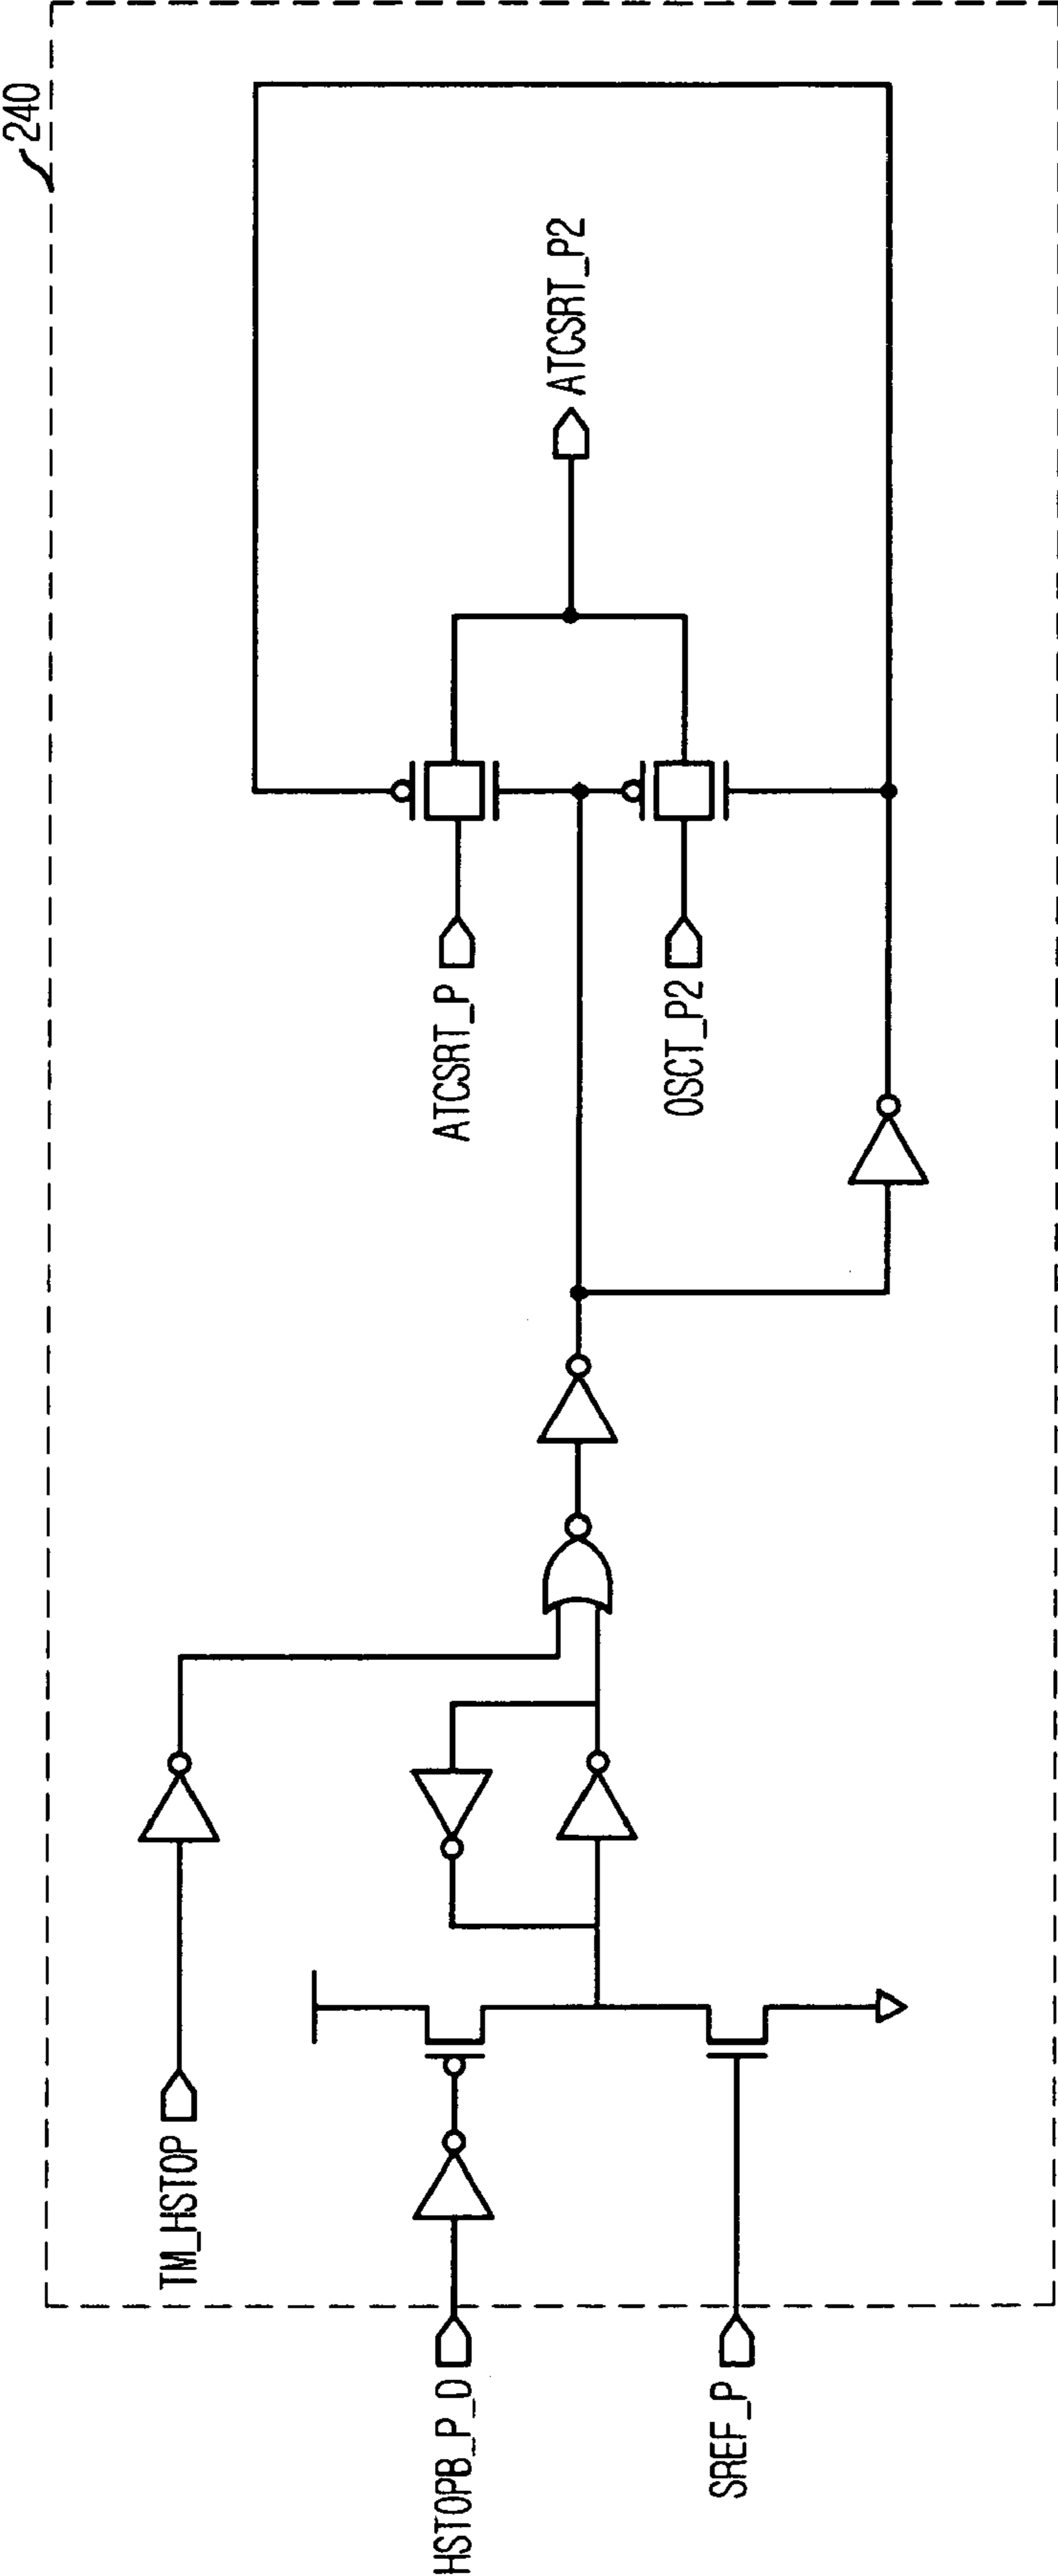 240
TM_HSTOP
HSTOPB_P_D
SREF_P
ATCSRT_P
OSCT_P2
ATCSRT_P2